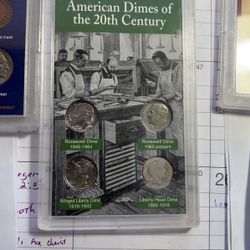 American Dimes of
the 20th Century
Roosevelt Dime
1946-1964
Roosevelt Dime
1965-present
Winged Liberty Dime
1916-1945
Liberty Head Dime
1892-1916